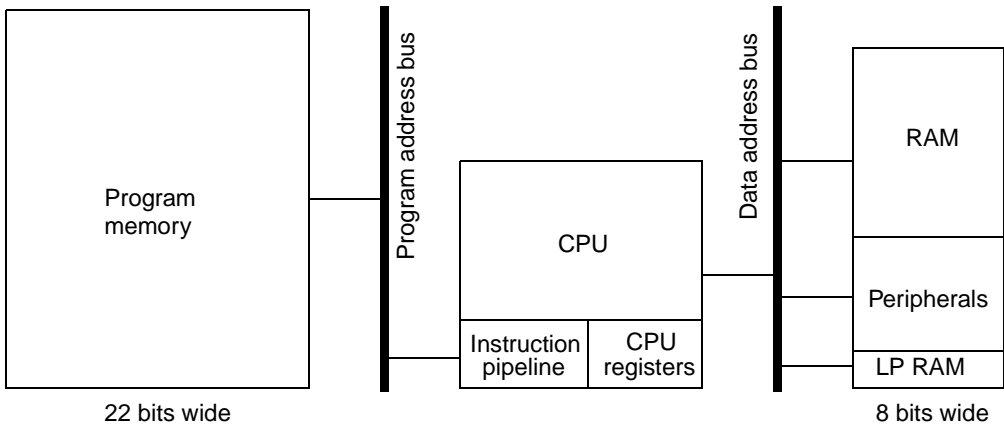 Program
memory
22 bits wide
Program address bus
CPU
Instruction
pipeline
CPU
registers
Data address bus
RAM
Peripherals
LP RAM
8 bits wide